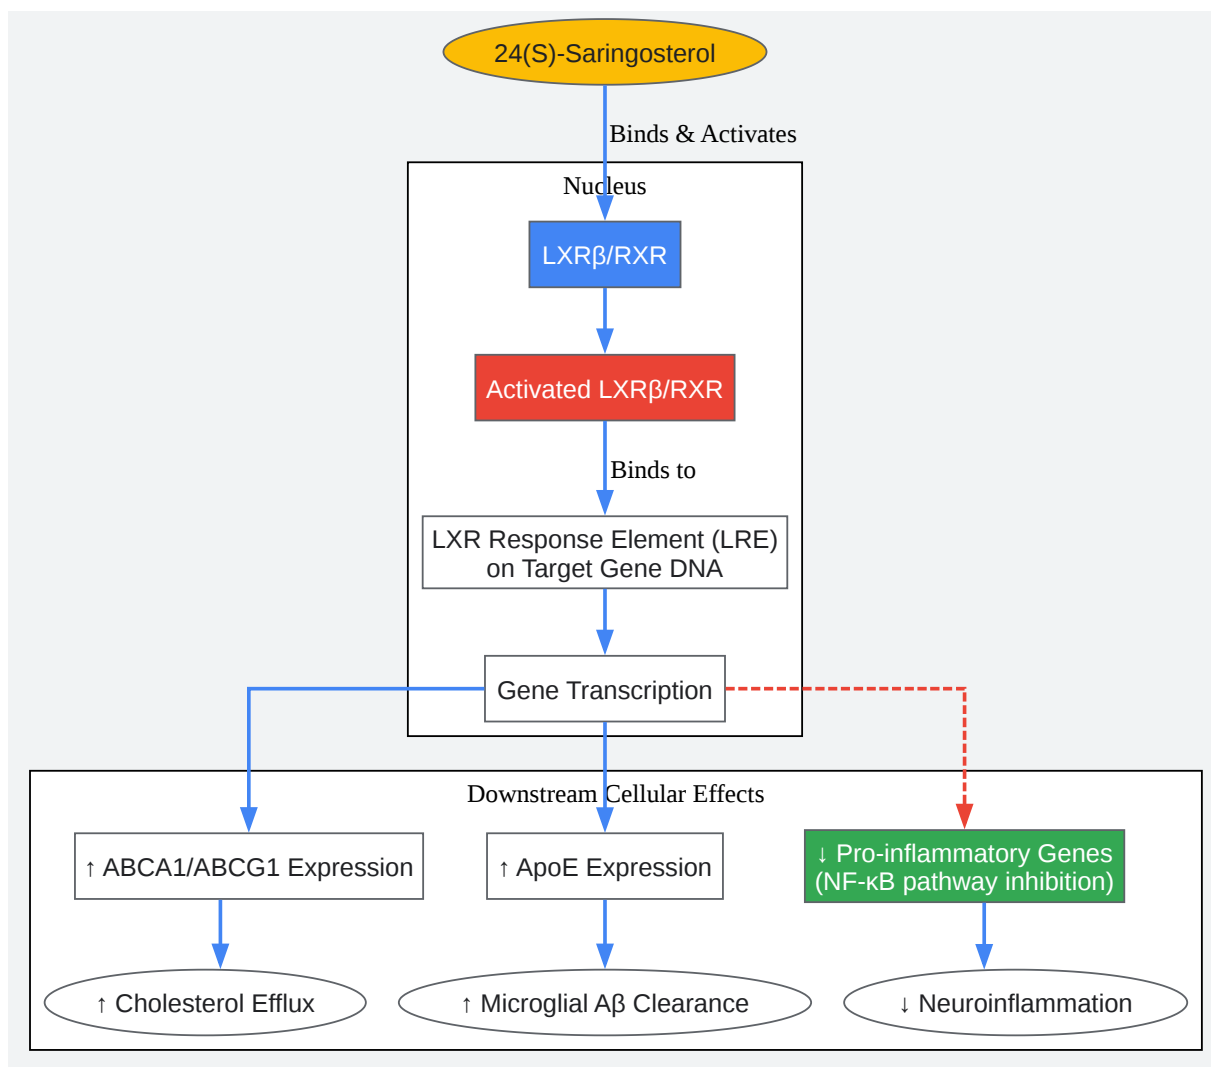 24(S)-Saringosterol
Binds & Activates
Nucleus
LXRβ/RXR
Activated LXRβ/RXR
Binds to
LXR Response Element (LRE)
on Target Gene DNA
Gene Transcription
Downstream Cellular Effects
↑ ABCA1/ABCG1 Expression
↑ ApoE Expression
↓ Pro-inflammatory Genes
(NF-κB pathway inhibition)
↑ Cholesterol Efflux
↑ Microglial Aβ Clearance
↓ Neuroinflammation